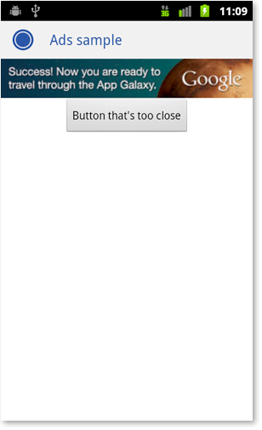 3G 11:09
Ads sample
Success! Now you are ready to
travel through the App Galaxy.
Google
Button that's too close